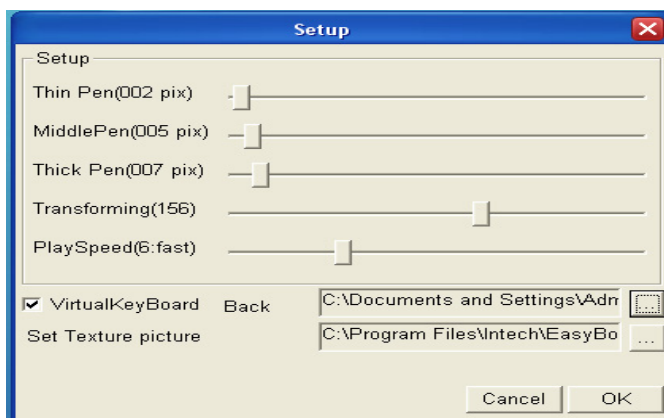 Setup
Setup
Thin Pen(002 pix)
MiddlePen(005 pix)
Thick Pen(007 pix)
Transforming(156)
PlaySpeed(6:fast)
VirtualKeyBoard Back C:\Documents and Settings\Adm ...
Set Texture picture C:\Program Files\Intech\EasyBo ...
Cancel OK